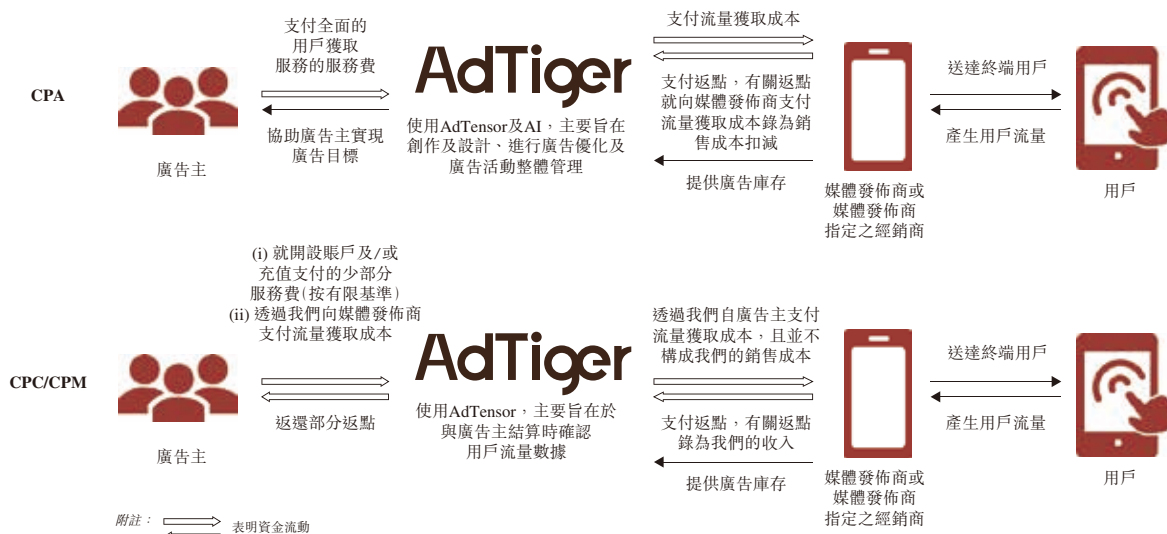 CPA
廣告主
支付全面的
用戶獲取
服務的服務費
協助廣告主實現
廣告目標
AdTiger
使用AdTensor及AI，主要旨在
創作及設計、進行廣告優化及
廣告活動整體管理
支付流量獲取成本
支付返點，有關返點
就向媒體發佈商支付
流量獲取成本錄為銷
售成本扣減
提供廣告庫存
媒體發佈商或
媒體發佈商
指定之經銷商
送達終端用戶
產生用戶流量
用戶
CPC/CPM
廣告主
(i) 就開設賬戶及/或
充值支付的少部分
服務費(按有限基準)
(ii) 透過我們向媒體發佈商
支付流量獲取成本
返還部分返點
AdTiger
使用AdTensor，主要旨在於
與廣告主結算時確認
用戶流量數據
透過我們自廣告主支付
流量獲取成本，且並不
構成我們的銷售成本
支付返點，有關返點
錄為我們的收入
提供廣告庫存
媒體發佈商或
媒體發佈商
指定之經銷商
送達終端用戶
產生用戶流量
用戶
附註： 表明資金流動